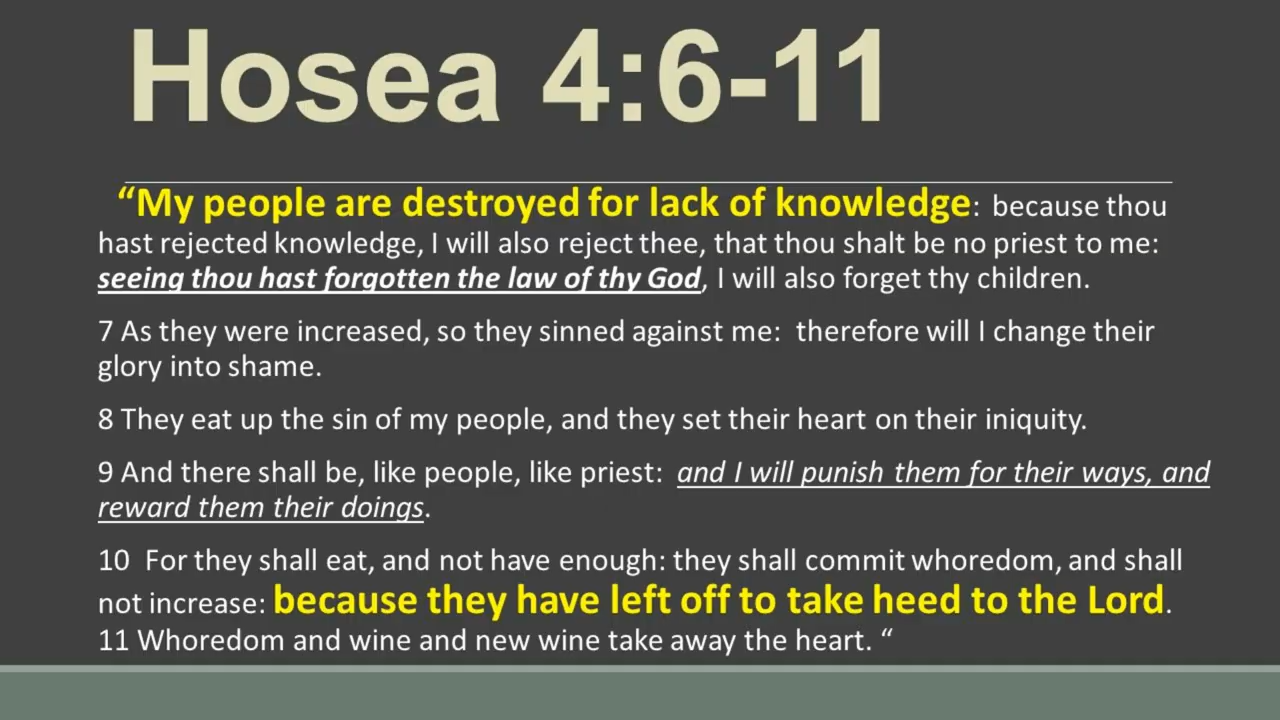 Hosea 4:6-11
“My people are destroyed for lack of knowledge: because thou
hast rejected knowledge, I will also reject thee, that thou shalt be no priest to me:
seeing thou hast forgotten the law of thy God, I will also forget thy children.
7 As they were increased, so they sinned against me: therefore will I change their
glory into shame.
8 They eat up the sin of my people, and they set their heart on their iniquity.
9 And there shall be, like people, like priest: and I will punish them for their ways, and
reward them their doings.
10 For they shall eat, and not have enough: they shall commit whoredom, and shall
not increase: because they have left off to take heed to the Lord.
11 Whoredom and wine and new wine take away the heart. “